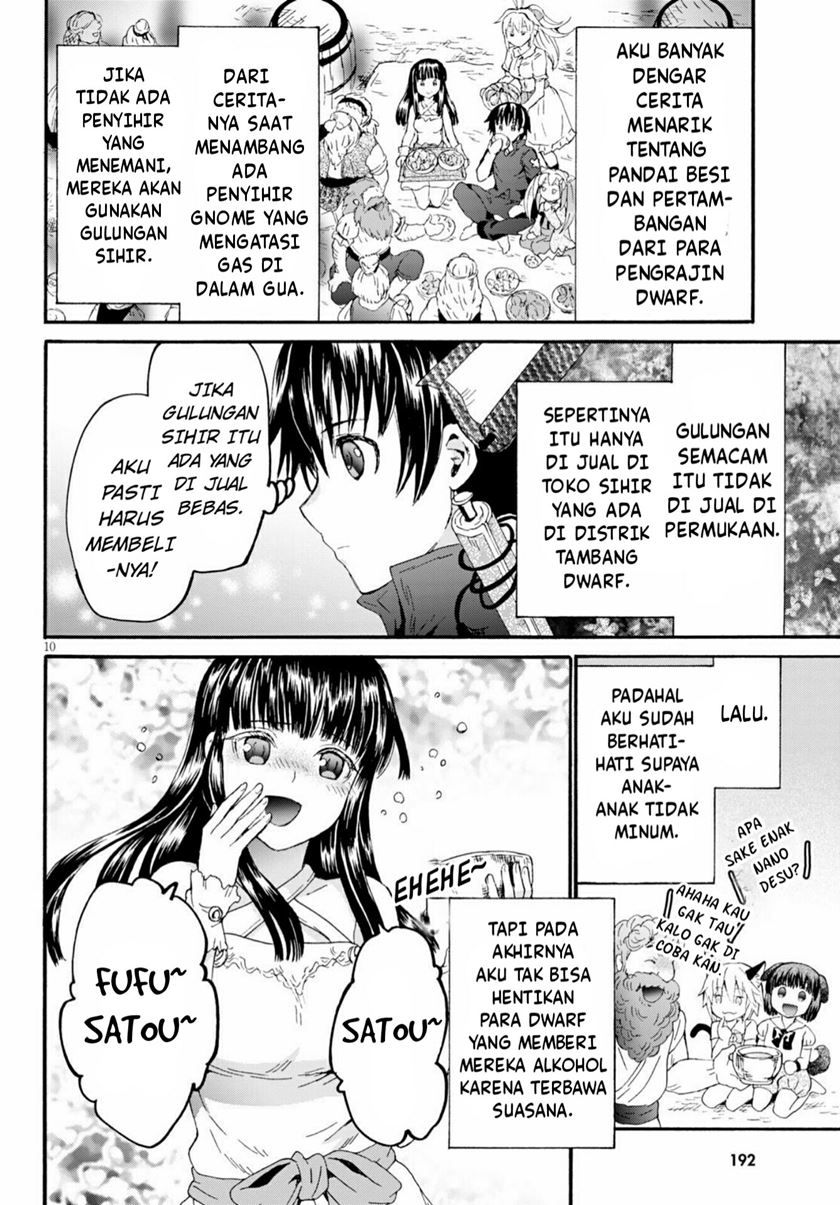 AKU BANYAK
DENGAR
CERITA
MENARIK
TENTANG
PANDAI BESI
DAN PERTAM-
BANGAN
DARI PARA
PENGRAJIN
DWARF.
DARI
CERITA-
NYA SAAT
MENAMBANG
ADA
PENYIHIR
GNOME YANG
MENGATASI
GAS DI
DALAM GUA.
JIKA
TIDAK ADA
PENYIHIR
YANG
MENEMANI,
MEREKA AKAN
GUNAKAN
GULUNGAN
SIHIR.
GULUNGAN
SEMACAM
ITU TIDAK
DI JUAL DI
PERMUKAAN.
SEPERTINYA
ITU HANYA
DI JUAL DI
TOKO SIHIR
YANG ADA
DI DISTRIK
TAMBANG
DWARF.
JIKA
GULUNGAN
SIHIR ITU
ADA YANG
DI JUAL
BEBAS.
AKU
PASTI
HARUS
MEMBELI
-NYA!
10
LALU.
PADAHAL
AKU SUDAH
BERHATI-
HATI SUPAYA
ANAK-
ANAK TIDAK
MINUM.
APA
SAKE ENAK
NANO
DESU?
AHAHA KAU
GAK TAU
KALO GAK DI
COBA KAN.
TAPI PADA
AKHIRNYA
AKU TAK BISA
HENTIKAN
PARA DWARF
YANG MEMBERI
MEREKA ALKOHOL
KARENA TERBAWA
SUASANA.
EHEHE~
SATOU~
FUFU~
SATOU~
192